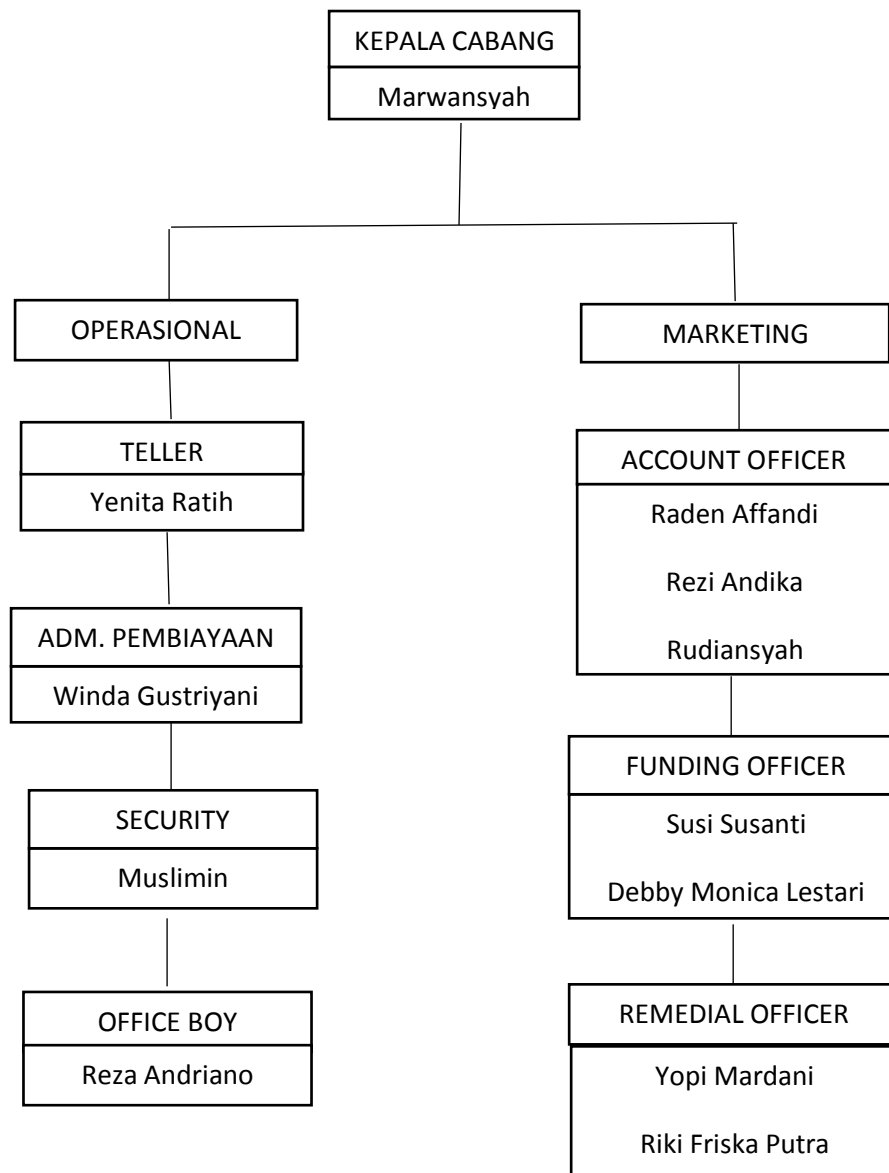 KEPALA CABANG
Marwansyah
OPERASIONAL
TELLER
Yenita Ratih
ADM. PEMBIAYAAN
Winda Gustriyani
SECURITY
Muslimin
OFFICE BOY
Reza Andriano
MARKETING
ACCOUNT OFFICER
Raden Affandi
Rezi Andika
Rudiansyah
FUNDING OFFICER
Susi Susanti
Debby Monica Lestari
REMEDIAL OFFICER
Yopi Mardani
Riki Friska Putra